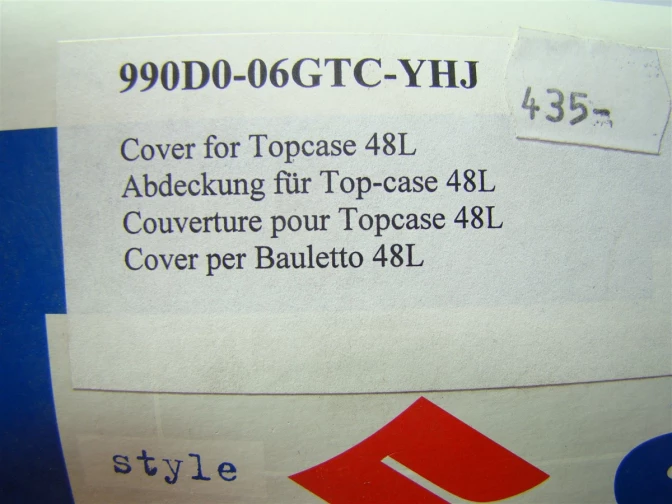 990D0-06GTC-YHJ
435-
Cover for Topcase 48L
Abdeckung für Top-case 48L
Couverture pour Topcase 48L
Cover per Bauletto 48L
style